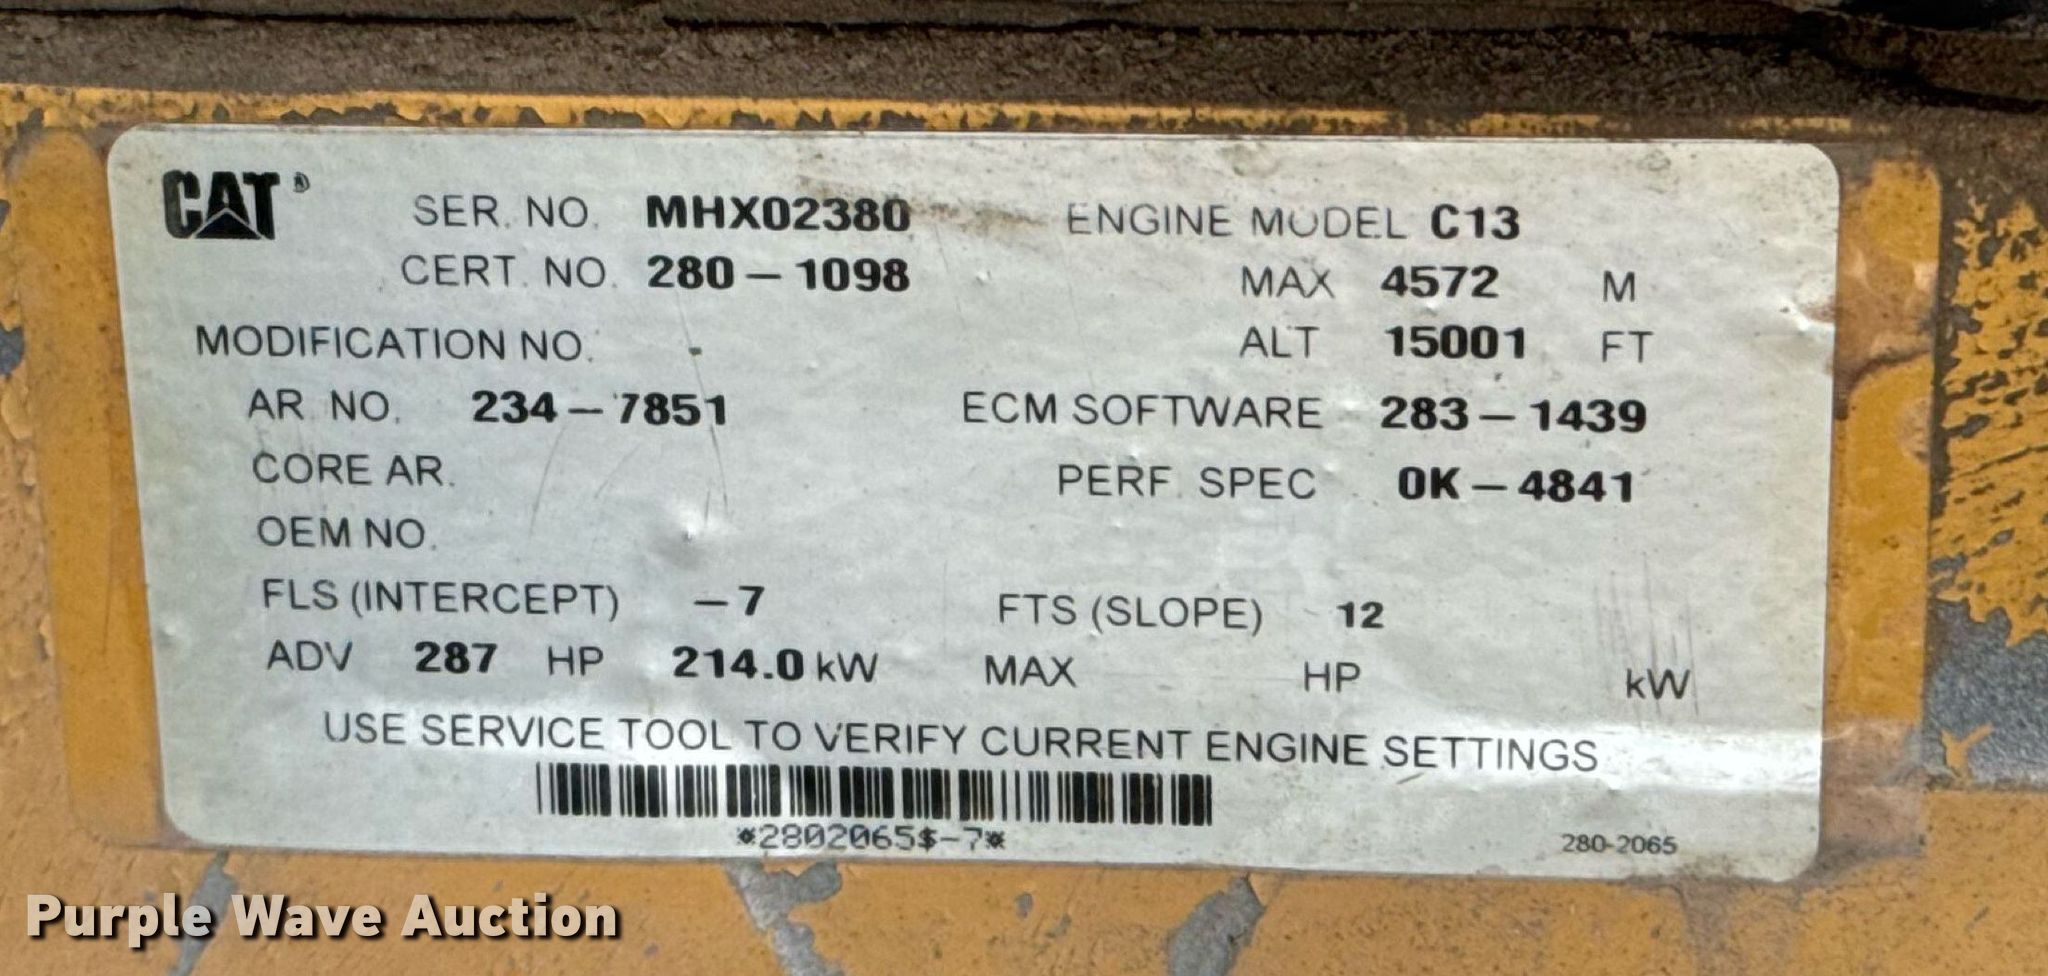 CAT® SER. NO. MHX02380 ENGINE MODEL C13
CERT. NO. 280-1098 MAX 4572 M
MODIFICATION NO. - ALT 15001 FT
AR NO. 234-7851 ECM SOFTWARE 283-1439
CORE AR. PERF SPEC 0K-4841
OEM NO.
FLS (INTERCEPT) -7 FTS (SLOPE) 12
ADV 287 HP 214.0 kW MAX HP kW
USE SERVICE TOOL TO VERIFY CURRENT ENGINE SETTINGS
*2802065$-7* 280-2065
Purple Wave Auction